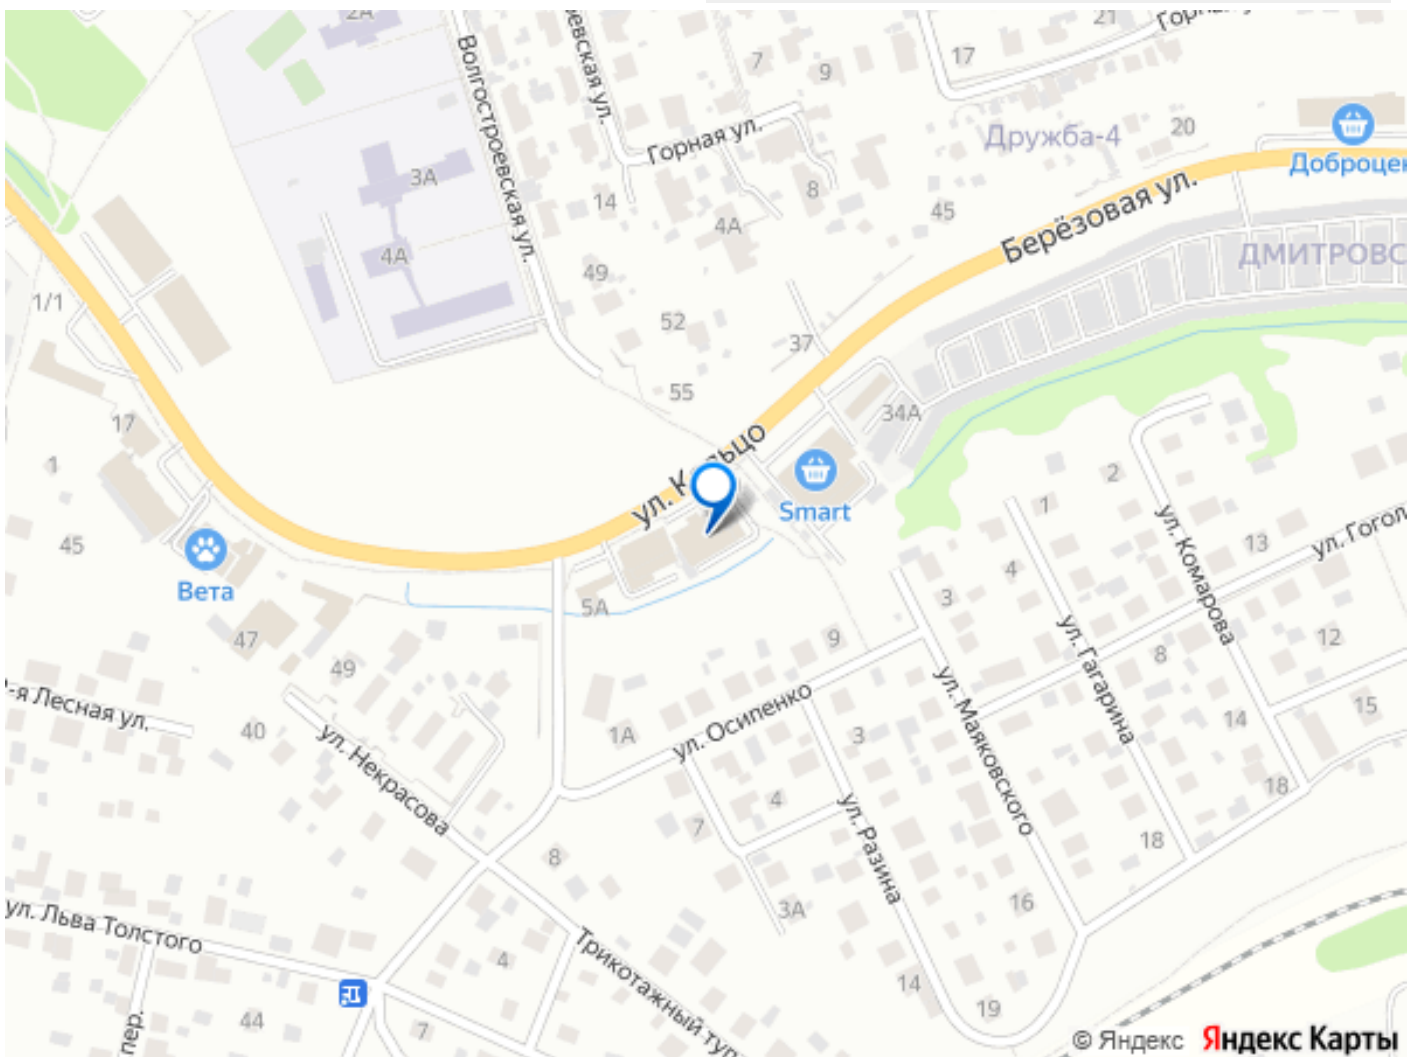 2А
Волгостроевская ул.
евская ул.
7
9
17
21
Горная у
3А
14
Горная ул.
8
4А
Дружба-4
20
Доброцен
45
Берёзовая ул.
ДМИТРОВС
4А
49
1/1
52
37
55
34А
17
1
ул. К льцо
Smart
45
Вета
47
49
5А
2
1
4
3
ул. Комарова
13
ул. Гогол
12
ул. Гагарина
8
9
-я Лесная ул.
40
ул. Некрасова
1А
ул. Осипенко
3
ул. Маяковского
14
15
18
18
4
7
ул. Разина
8
3А
16
ул. Льва Толстого
4
Трикотажный туп
14
19
44
7
пер.
© Яндекс Яндекс Карты